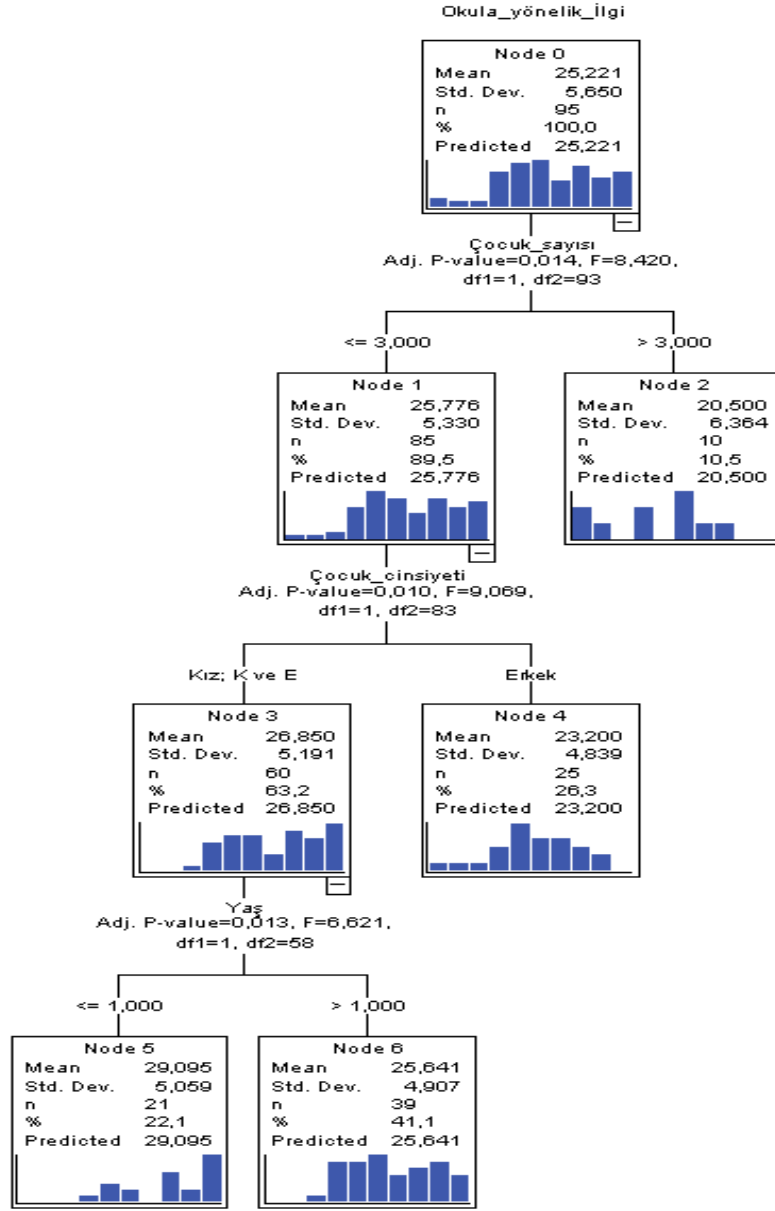 Okula_yönelik_İlgi
Node 0
Mean 25,221
Std. Dev. 5,650
n 95
% 100,0
Predicted 25,221
Çocuk_sayısı
Adj. P-value=0,014, F=8,420,
df1=1, df2=93
<= 3,000
> 3,000
Node 1
Mean 25,776
Std. Dev. 5,330
n 85
% 89,5
Predicted 25,776
Node 2
Mean 20,500
Std. Dev. 6,364
n 10
% 10,5
Predicted 20,500
Çocuk_cinsiyeti
Adj. P-value=0,010, F=9,069,
df1=1, df2=83
Kız; K ve E
Erkek
Node 3
Mean 26,850
Std. Dev. 5,191
n 60
% 63,2
Predicted 26,850
Node 4
Mean 23,200
Std. Dev. 4,839
n 25
% 26,3
Predicted 23,200
Yaş
Adj. P-value=0,013, F=6,621,
df1=1, df2=58
<= 1,000
> 1,000
Node 5
Mean 29,095
Std. Dev. 5,059
n 21
% 22,1
Predicted 29,095
Node 6
Mean 25,641
Std. Dev. 4,907
n 39
% 41,1
Predicted 25,641